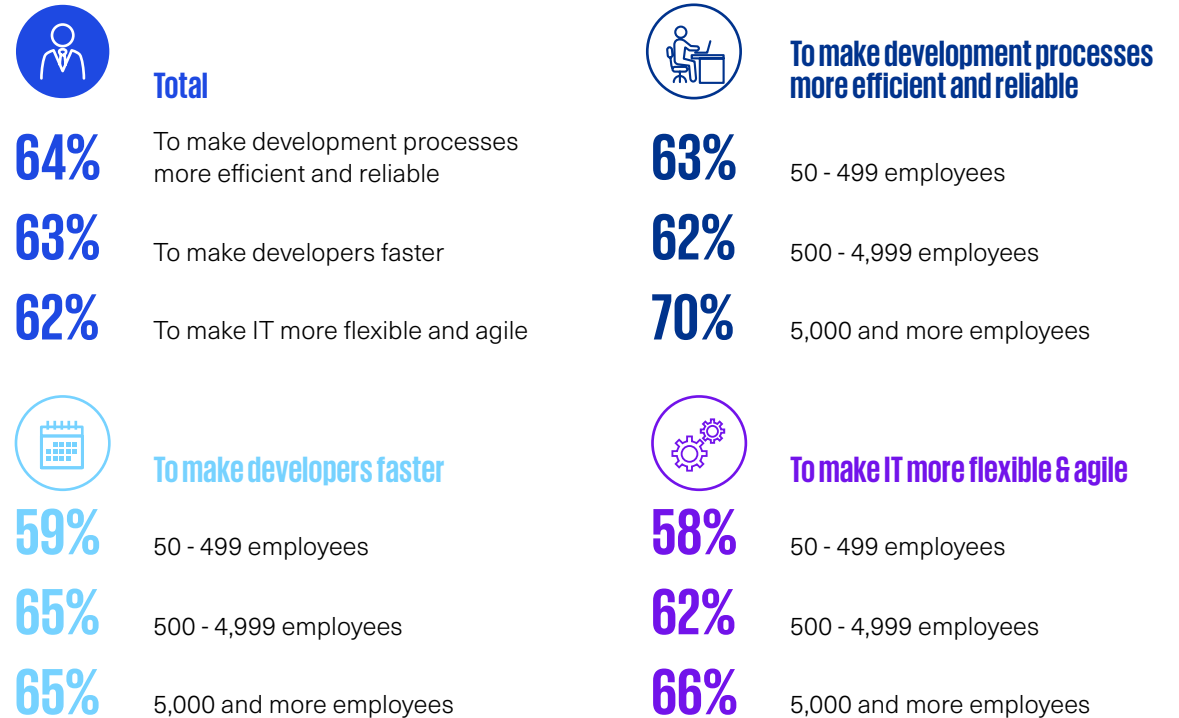 Total
64%
To make development processes
more efficient and reliable
63%
To make developers faster
62%
To make IT more flexible and agile
To make development processes
more efficient and reliable
63%
50 - 499 employees
62%
500 - 4,999 employees
70%
5,000 and more employees
To make developers faster
59%
50 - 499 employees
65%
500 - 4,999 employees
65%
5,000 and more employees
To make IT more flexible & agile
58%
50 - 499 employees
62%
500 - 4,999 employees
66%
5,000 and more employees